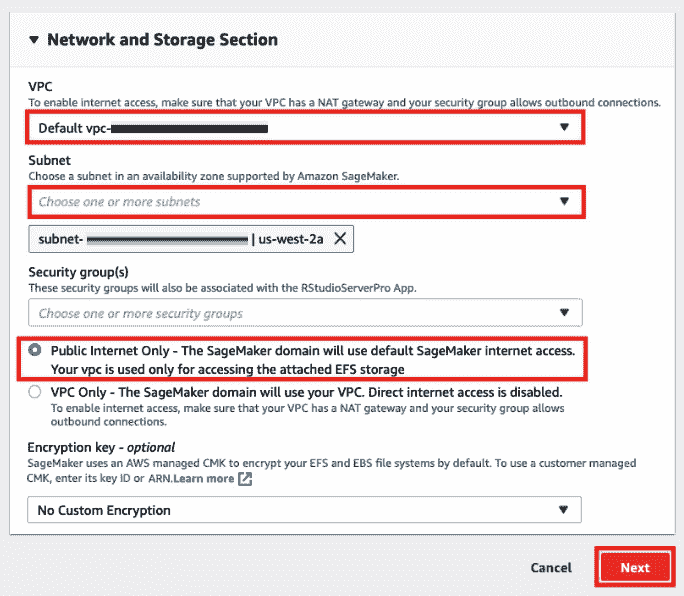 Network and Storage Section
VPC
To enable internet access, make sure that your VPC has a NAT gateway and your security group allows outbound connections.
Default vpc-
Subnet
Choose a subnet in an availability zone supported by Amazon SageMaker.
Choose one or more subnets
subnet- | us-west-2a
Security group(s)
These security groups will also be associated with the RStudioServerPro App.
Choose one or more security groups
Public Internet Only - The SageMaker domain will use default SageMaker internet access.
Your vpc is used only for accessing the attached EFS storage
VPC Only - The SageMaker domain will use your VPC. Direct internet access is disabled.
To enable internet access, make sure that your VPC has a NAT gateway and your security group allows
outbound connections.
Encryption key - optional
SageMaker uses an AWS managed CMK to encrypt your EFS and EBS file systems by default. To use a customer managed
CMK, enter its key ID or ARN.Learn more
No Custom Encryption
Cancel Next